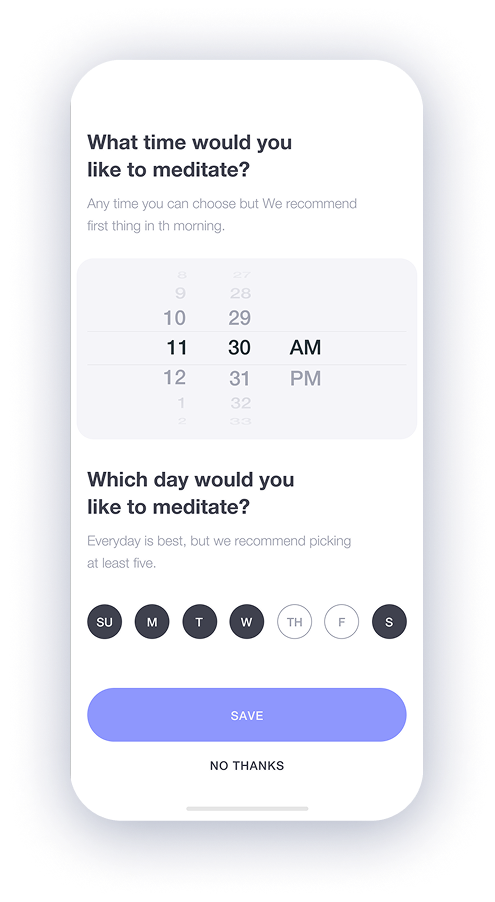 What time would you
like to meditate?
Any time you can choose but We recommend
first thing in th morning.
8 27
9 28
10 29
11 30 AM
12 31 PM
1 32
2 33
Which day would you
like to meditate?
Everyday is best, but we recommend picking
at least five.
SU M T W TH F S
SAVE
NO THANKS